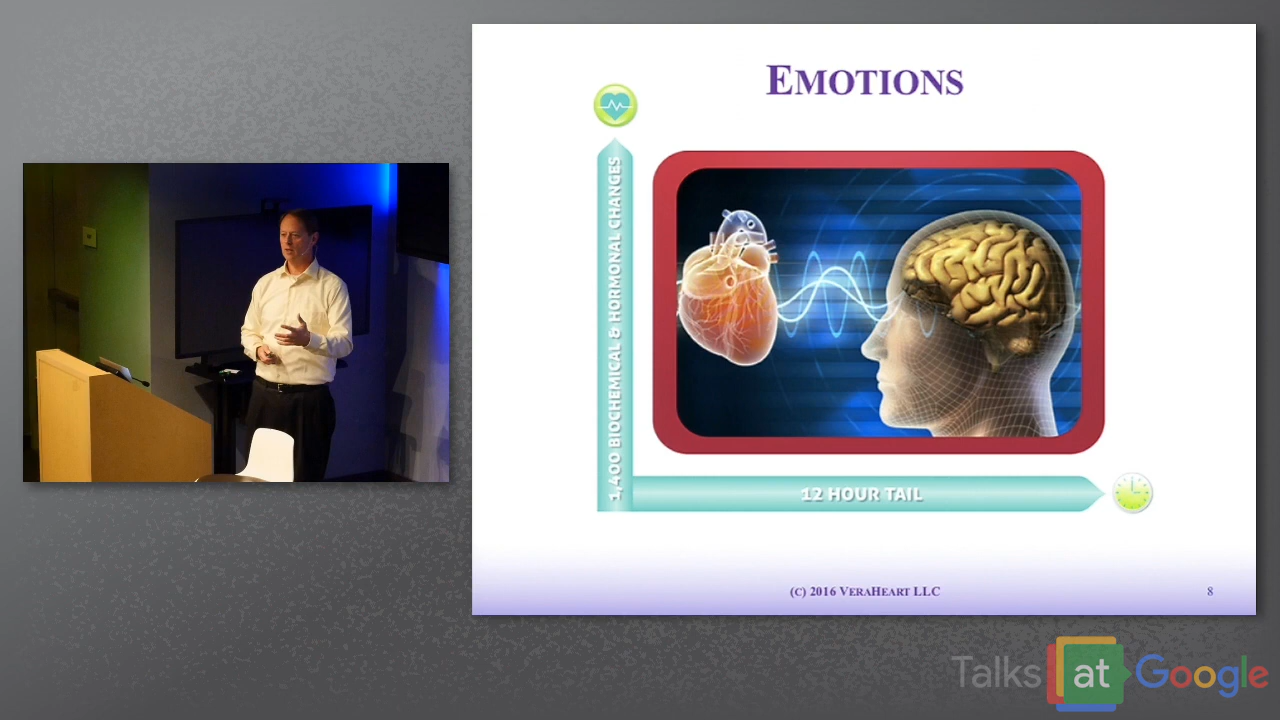 EMOTIONS
1,400 BIOCHEMICAL & HORMONAL CHANGES
12 HOUR TAIL
(C) 2016 VERAHEART LLC
8
Talks at Google